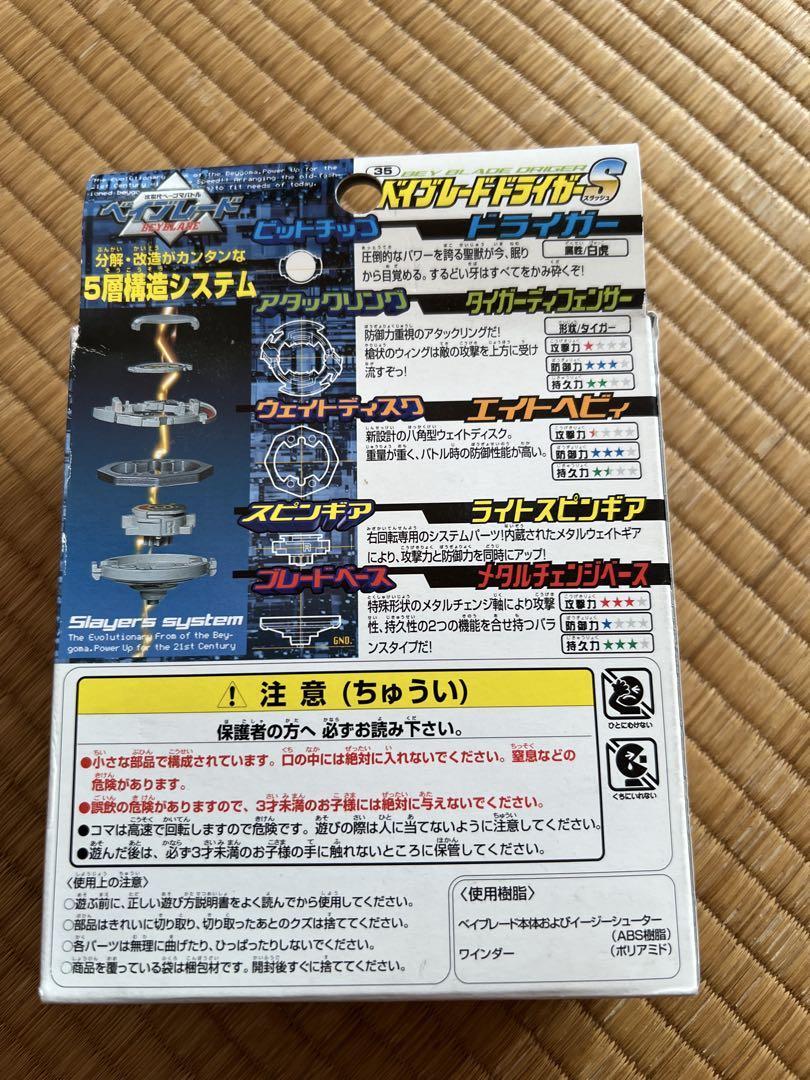 The Evolutionary
of the Beygoma.Power Up for the
21st Century
Speed!! Arranging the old-fash-
ioned beygo
to fit needs of today.
次世代ベーゴマバトル
ベイブレード
BEYBLADE
分解・改造がカンタンな
5層構造システム
35
BEY BLADE DRIGER
ベイブレードドライガーS
スラッシュ
ビットチップ
ドライガー
圧倒的なパワーを誇る聖獣が今、眠り
から目覚める。するどい牙はすべてをかみ砕くぞ!
属性/白虎
アタックリング
タイガーディフェンサー
防御力重視のアタックリングだ!
槍状のウィングは敵の攻撃を上方に受け
流すぞっ!
形状/タイガー
攻撃力★☆☆☆☆
防御力★★★☆☆
持久力★★☆☆☆
ウェイトディスク
エイトヘビィ
新設計の八角型ウェイトディスク。
重量が重く、バトル時の防御性能が高い。
攻撃力
防御力★★★☆☆
持久力
スピンギア
ライトスピンギア
右回転専用のシステムパーツ!内蔵されたメタルウェイトギア
により、攻撃力と防御力を同時にアップ!
ブレードベース
メタルチェンジベース
特殊形状のメタルチェンジ軸により攻撃
性、持久性の2つの機能を合せ持つバラ
ンスタイプだ!
攻撃力★★★☆☆
防御力★☆☆☆☆
持久力★★★☆☆
GND.
Slayers system
The Evolutionary From of the Bey-
goma.Power Up for the 21st Century
注意(ちゅうい)
保護者の方へ 必ずお読み下さい。
●小さな部品で構成されています。口の中には絶対に入れないでください。窒息などの
危険があります。
●誤飲の危険がありますので、3才未満のお子様には絶対に与えないでください。
●コマは高速で回転しますので危険です。遊びの際は人に当てないように注意してください。
●遊んだ後は、必ず3才未満のお子様の手に触れないところに保管してください。
ひとにむけない
くちにいれない
〈使用上の注意〉
○遊ぶ前に、正しい遊び方説明書をよく読んでから使用してください。
○部品はきれいに切り取り、切り取ったあとのクズは捨ててください。
○各パーツは無理に曲げたり、ひっぱったりしないでください。
○商品を覆っている袋は梱包材です。開封後すぐに捨ててください。
〈使用樹脂〉
ベイブレード本体およびイージーシューター
(ABS樹脂)
ワインダー (ポリアミド)